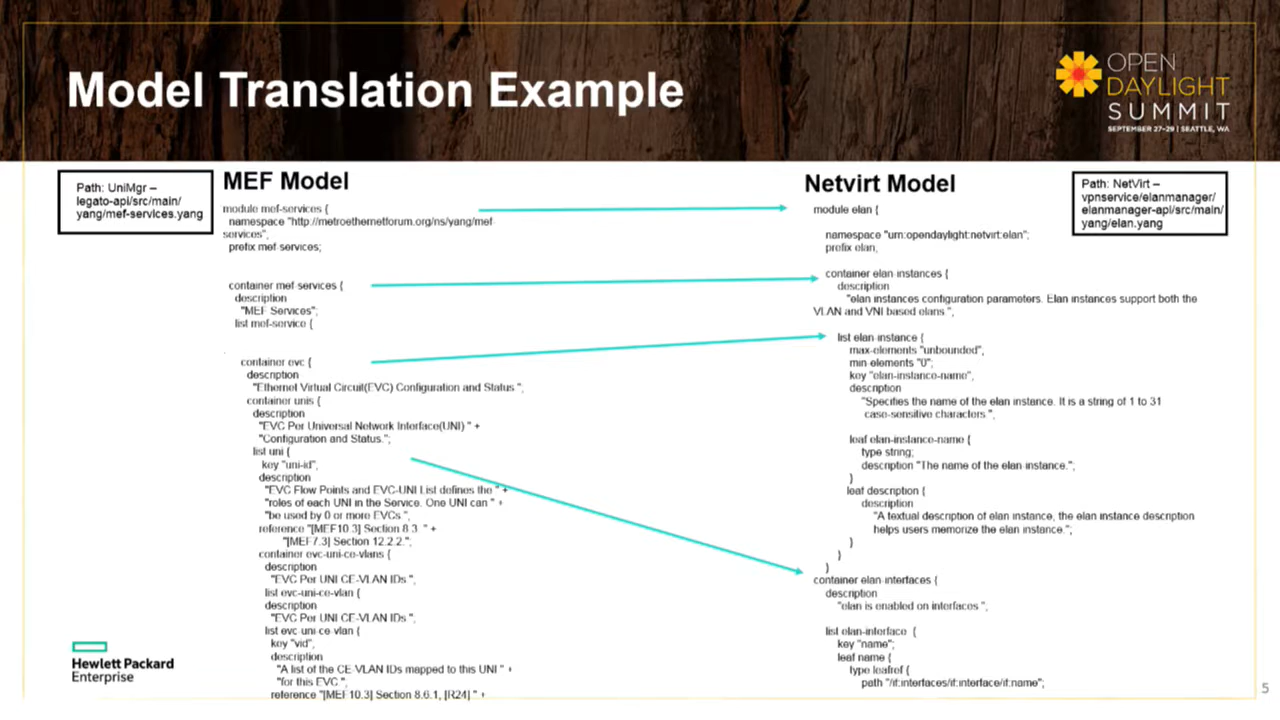 Model Translation Example
OPEN
DAYLIGHT
SUMMIT
SEPTEMBER 27-29 | SEATTLE, WA
Path: UniMgr –
legato-api/src/main/
yang/mef-services.yang
MEF Model
module mef-services {
namespace "http://metroethernetforum.org/ns/yang/mef
services";
prefix mef-services;
container mef-services {
description
"MEF Services";
list mef-service {
container evc {
description
"Ethernet Virtual Circuit(EVC) Configuration and Status.";
container unis {
description
"EVC Per Universal Network Interface(UNI) " +
"Configuration and Status.";
list uni {
key "uni-id";
description
"EVC Flow Points and EVC-UNI List defines the " +
"roles of each UNI in the Service. One UNI can " +
"be used by 0 or more EVCs.";
reference "[MEF10.3] Section 8.3 " +
"[MEF7.3] Section 12.2.2.";
container evc-uni-ce-vlans {
description
"EVC Per UNI CE-VLAN IDs.";
list evc-uni-ce-vlan {
description
"EVC Per UNI CE-VLAN IDs.";
list evc-uni-ce-vlan {
key "vid";
description
"A list of the CE-VLAN IDs mapped to this UNI " +
"for this EVC.";
reference "[MEF10.3] Section 8.6.1, [R24] " +
Netvirt Model
module elan {
namespace "urn:opendaylight:netvirt:elan";
prefix elan;
container elan-instances {
description
"elan instances configuration parameters. Elan instances support both the
VLAN and VNI based elans.";
list elan-instance {
max-elements "unbounded";
min-elements "0";
key "elan-instance-name";
description
"Specifies the name of the elan instance. It is a string of 1 to 31
case-sensitive characters.";
leaf elan-instance-name {
type string;
description "The name of the elan instance.";
}
leaf description {
description
"A textual description of elan instance, the elan instance description
helps users memorize the elan instance.";
}
}
}
container elan-interfaces {
description
"elan is enabled on interfaces.";
list elan-interface {
key "name";
leaf name {
type leafref {
path "/if:interfaces/if:interface/if:name";
Path: NetVirt –
vpnservice/elanmanager/
elanmanager-api/src/main/
yang/elan.yang
Hewlett Packard
Enterprise
5